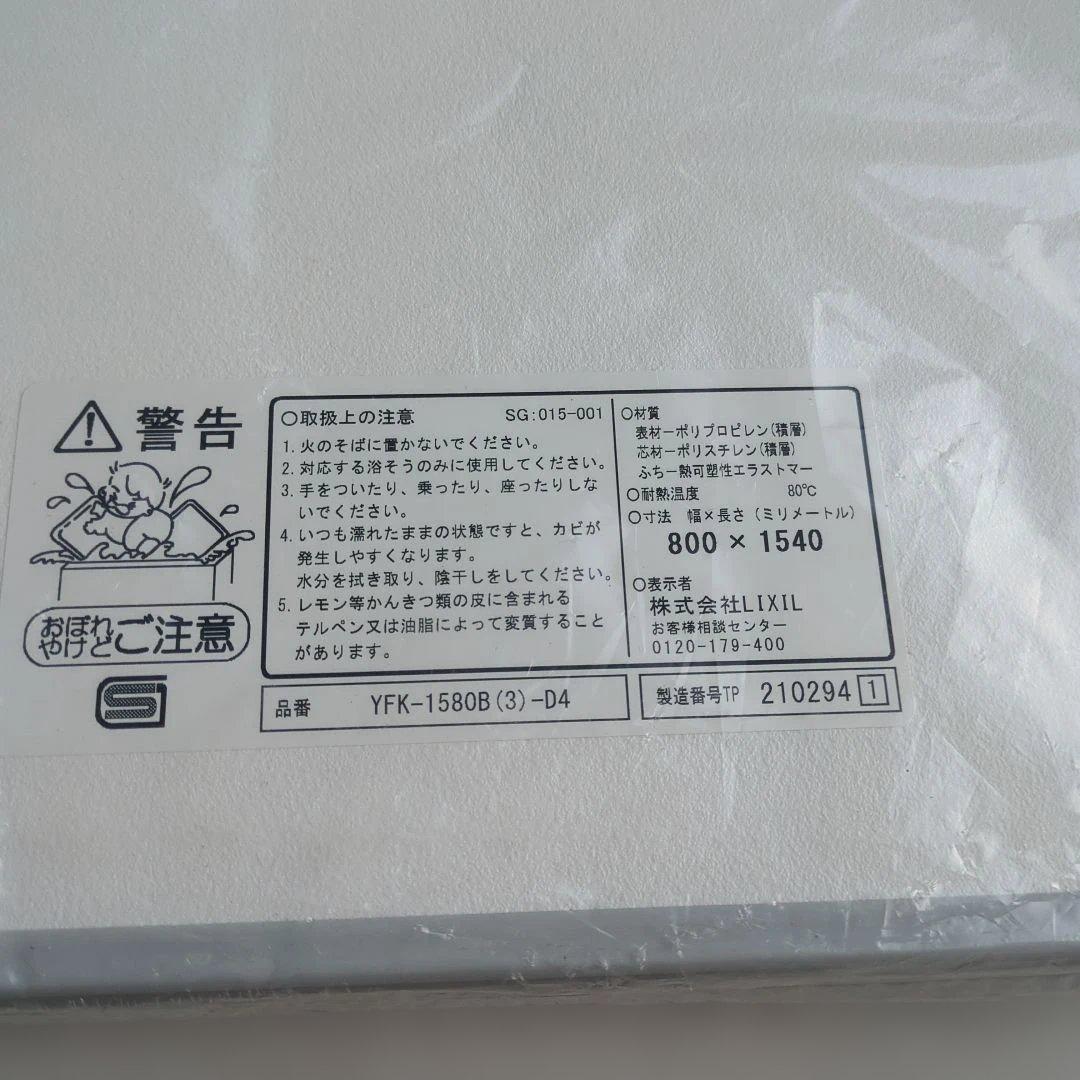 警告
おぼれ
やけど
ご注意
○取扱上の注意 SG:015-001
1. 火のそばに置かないでください。
2. 対応する浴そうのみに使用してください。
3. 手をついたり、乗ったり、座ったりしな
いでください。
4. いつも濡れたままの状態ですと、カビが
発生しやすくなります。
水分を拭き取り、陰干しをしてください。
5. レモン等かんきつ類の皮に含まれる
テルペン又は油脂によって変質すること
があります。
○材質
表材ーポリプロピレン(積層)
芯材ーポリスチレン(積層)
ふちー熱可塑性エラストマー
○耐熱温度 80℃
○寸法 幅×長さ (ミリメートル)
800 × 1540
○表示者
株式会社LIXIL
お客様相談センター
0120-179-400
品番 YFK-1580B(3)-D4
製造番号TP 210294 1